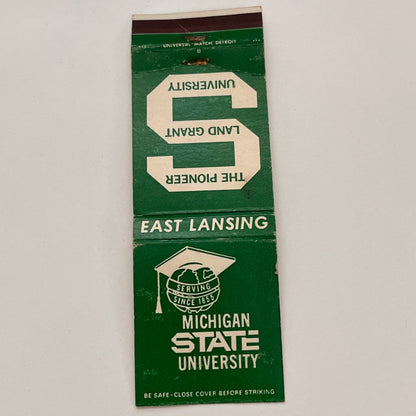 UNIVERSAL MATCH, DETROIT
THE PIONEER
LAND GRANT
UNIVERSITY
S
EAST LANSING
SERVING
SINCE 1855
MICHIGAN
STATE
UNIVERSITY
BE SAFE - CLOSE COVER BEFORE STRIKING